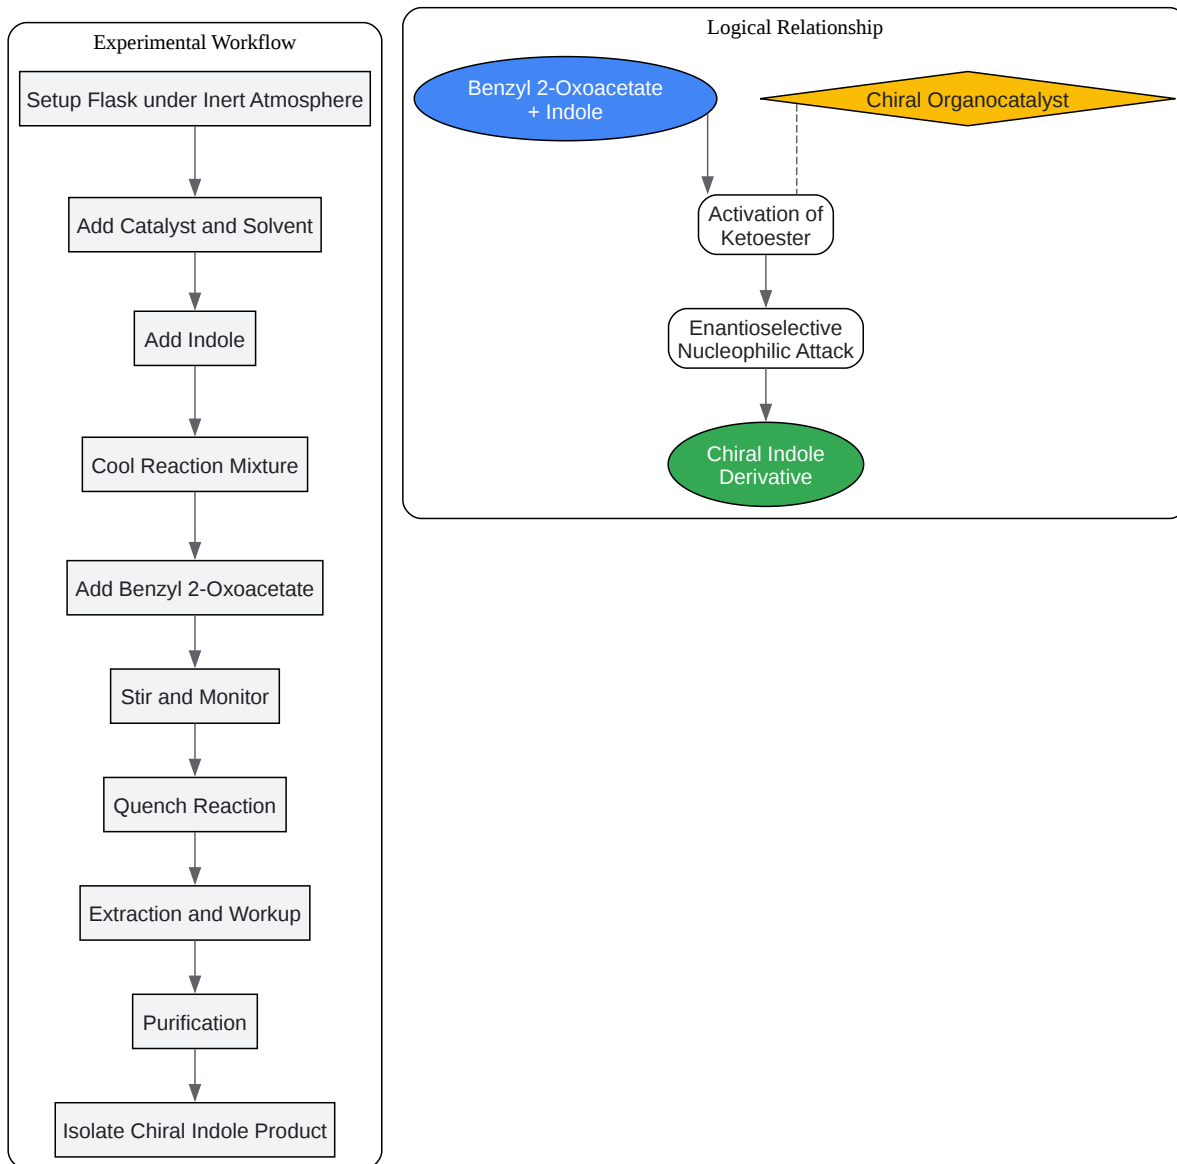 Experimental Workflow
Setup Flask under Inert Atmosphere
Add Catalyst and Solvent
Add Indole
Cool Reaction Mixture
Add Benzyl 2-Oxoacetate
Stir and Monitor
Quench Reaction
Extraction and Workup
Purification
Isolate Chiral Indole Product
Logical Relationship
Benzyl 2-Oxoacetate
+ Indole
Chiral Organocatalyst
Activation of
Ketoester
Enantioselective
Nucleophilic Attack
Chiral Indole
Derivative